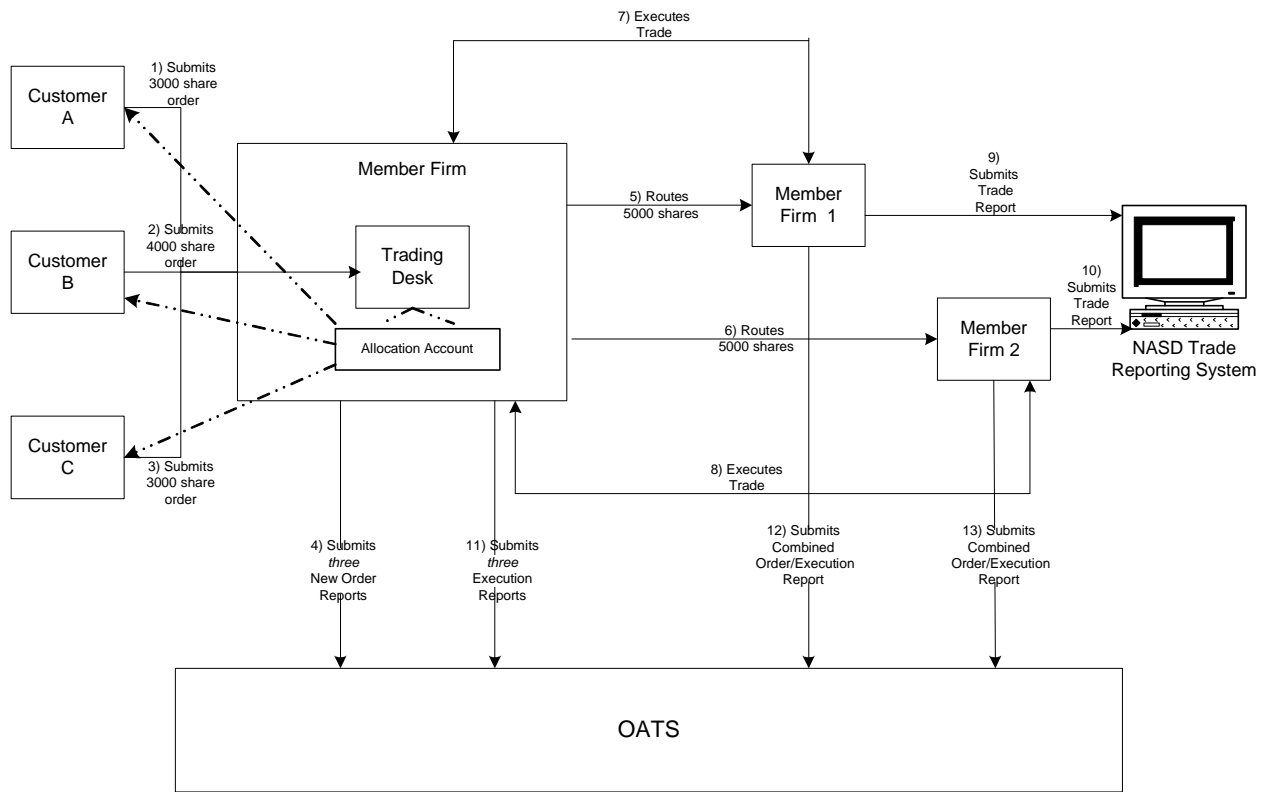 7) Executes
Trade
1) Submits
3000 share
order
Customer
A
Member Firm
9)
Submits
Trade
Report
5) Routes
5000 shares
Member
Firm 1
2) Submits
4000 share
order
Customer
B
Trading
Desk
10)
Submits
Trade
Report
6) Routes
5000 shares
Member
Firm 2
Allocation Account
NASD Trade
Reporting System
Customer
C
3) Submits
3000 share
order
8) Executes
Trade
4) Submits
three
New Order
Reports
11) Submits
three
Execution
Reports
12) Submits
Combined
Order/Execution
Report
13) Submits
Combined
Order/Execution
Report
OATS